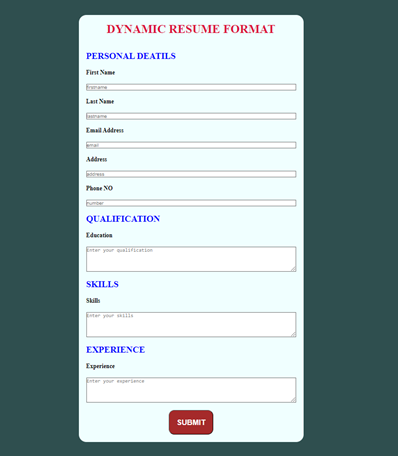 DYNAMIC RESUME FORMAT
PERSONAL DEATILS
First Name
firstname
Last Name
lastname
Email Address
email
Address
address
Phone NO
number
QUALIFICATION
Education
Enter your qualification
SKILLS
Skills
Enter your skills
EXPERIENCE
Experience
Enter your experience
SUBMIT